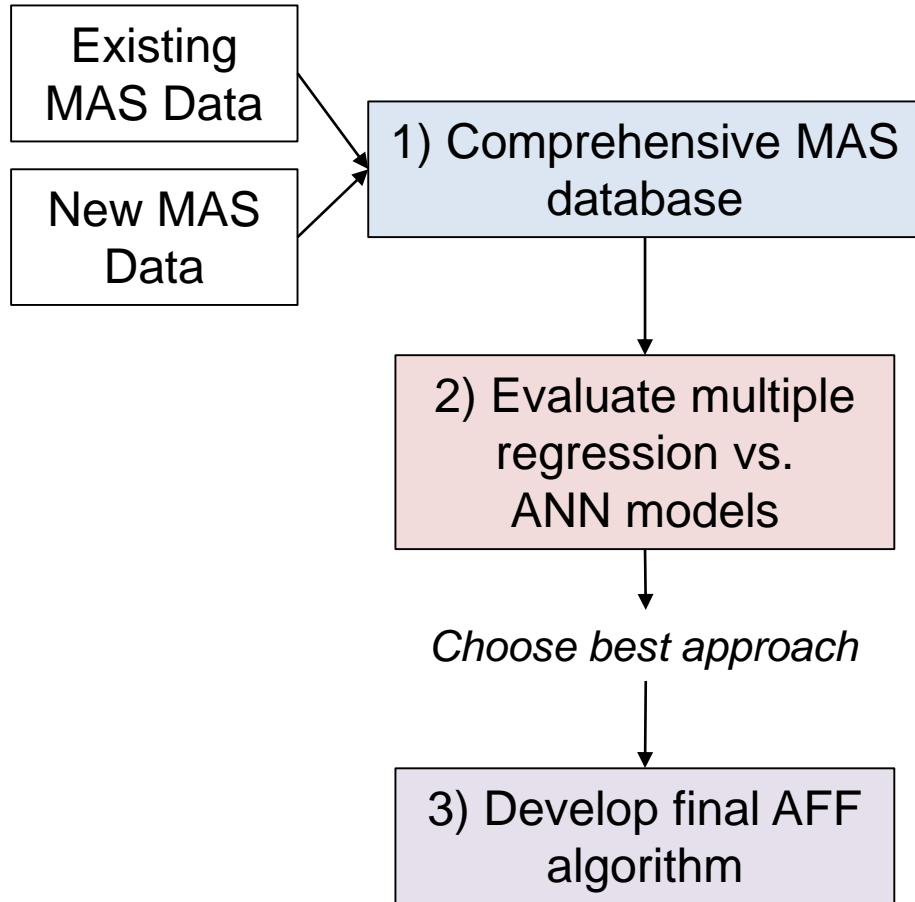 Existing
MAS Data
New MAS
Data
1) Comprehensive MAS
database
2) Evaluate multiple
regression vs.
ANN models
Choose best approach
3) Develop final AFF
algorithm